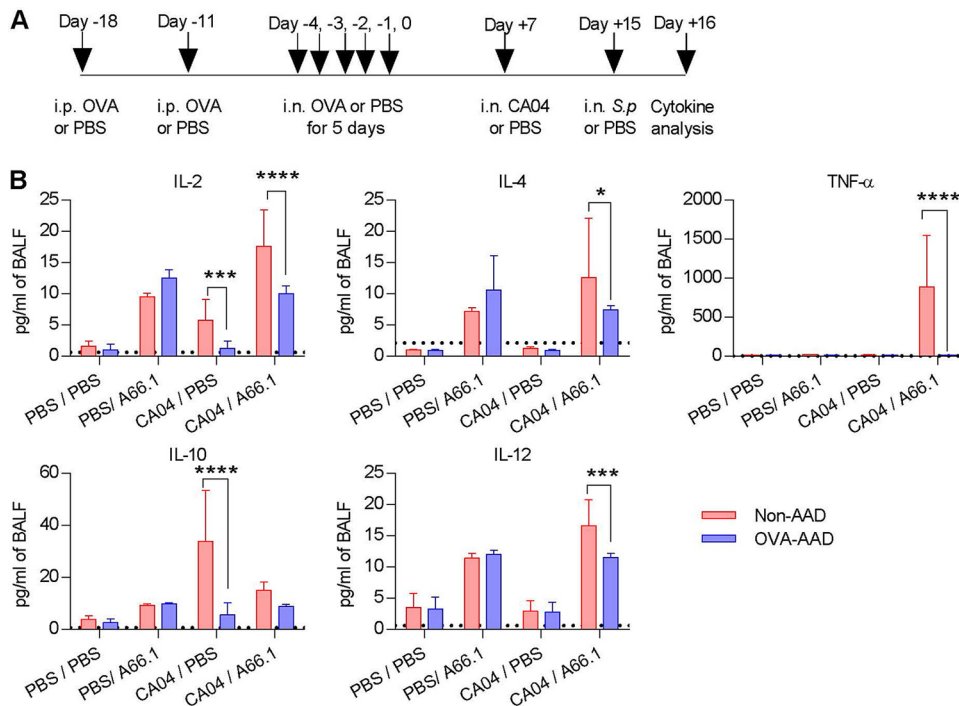 A
Day -18
Day -11
Day -4, -3, -2, -1, 0
Day +7
Day +15
Day +16
i.p. OVA
or PBS
i.p. OVA
or PBS
i.n. OVA or PBS
for 5 days
i.n. CA04
or PBS
i.n. S.p
or PBS
Cytokine
analysis
B
IL-2
pg/ml of BALF
25
20
15
10
5
0
***
****
PBS / PBS
PBS/ A66.1
CA04 / PBS
CA04 / A66.1
IL-4
pg/ml of BALF
25
20
15
10
5
0
*
PBS / PBS
PBS/ A66.1
CA04 / PBS
CA04 / A66.1
TNF-α
pg/ml of BALF
2000
1500
1000
500
0
****
PBS / PBS
PBS/ A66.1
CA04 / PBS
CA04 / A66.1
IL-10
pg/ml of BALF
60
40
20
0
****
PBS / PBS
PBS/ A66.1
CA04 / PBS
CA04 / A66.1
IL-12
pg/ml of BALF
25
20
15
10
5
0
***
PBS / PBS
PBS/ A66.1
CA04 / PBS
CA04 / A66.1
Non-AAD
OVA-AAD